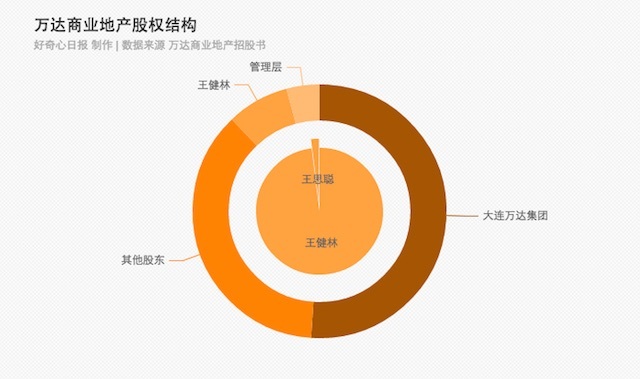 万达商业地产股权结构
好奇心日报 制作 | 数据来源 万达商业地产招股书
管理层
王健林
王思聪
大连万达集团
王健林
其他股东